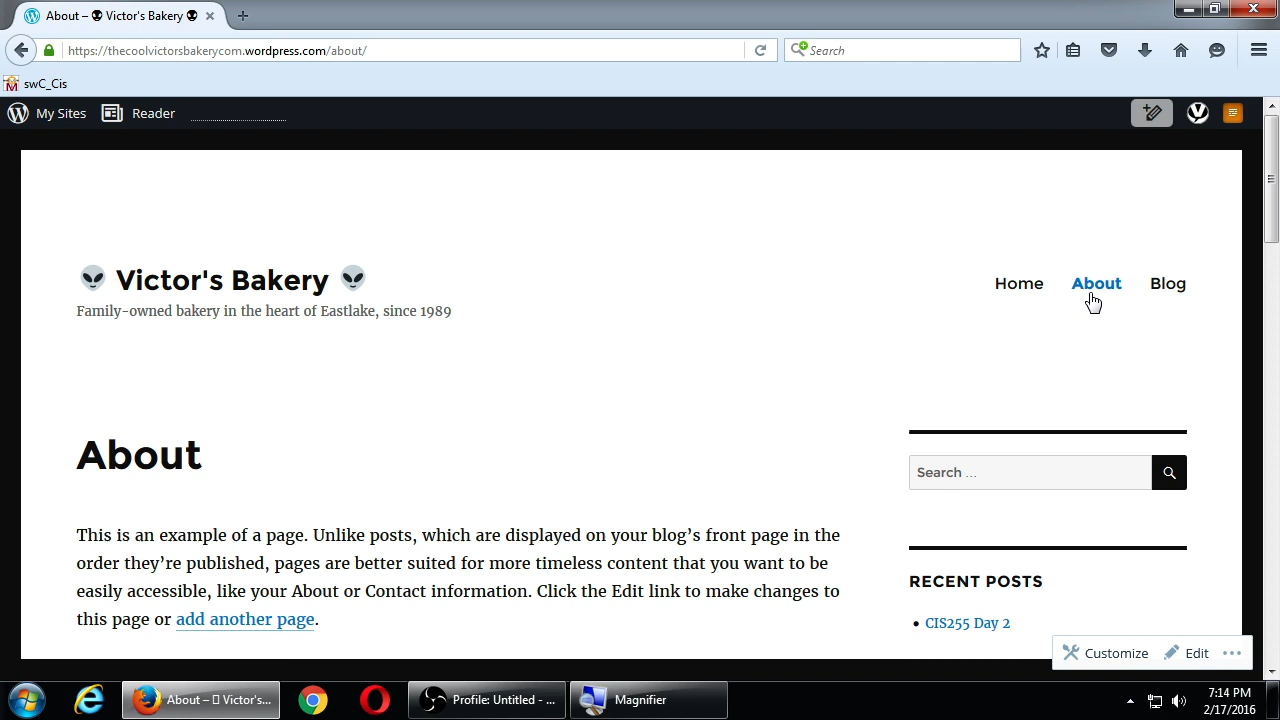 About – 👽 Victor's Bakery 👽
https://thecoolvictorsbakerycom.wordpress.com/about/
Search
swC_Cis
My Sites
Reader
👽 Victor's Bakery 👽
Family-owned bakery in the heart of Eastlake, since 1989
Home
About
Blog
About
Search ...
This is an example of a page. Unlike posts, which are displayed on your blog's front page in the
order they're published, pages are better suited for more timeless content that you want to be
easily accessible, like your About or Contact information. Click the Edit link to make changes to
this page or add another page.
RECENT POSTS
CIS255 Day 2
Customize
Edit
About – Victor's...
Profile: Untitled - ...
Magnifier
7:14 PM
2/17/2016